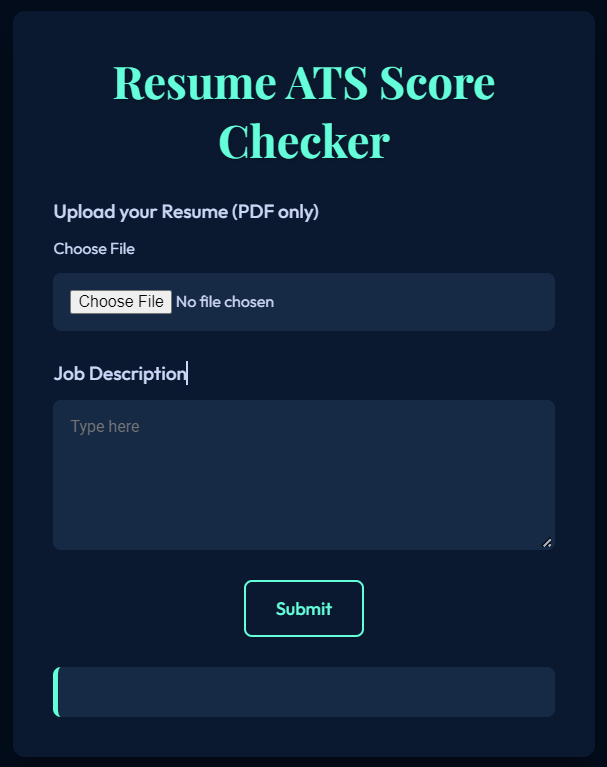 Resume ATS Score
Checker
Upload your Resume (PDF only)
Choose File
Choose File No file chosen
Job Description
Type here
Submit